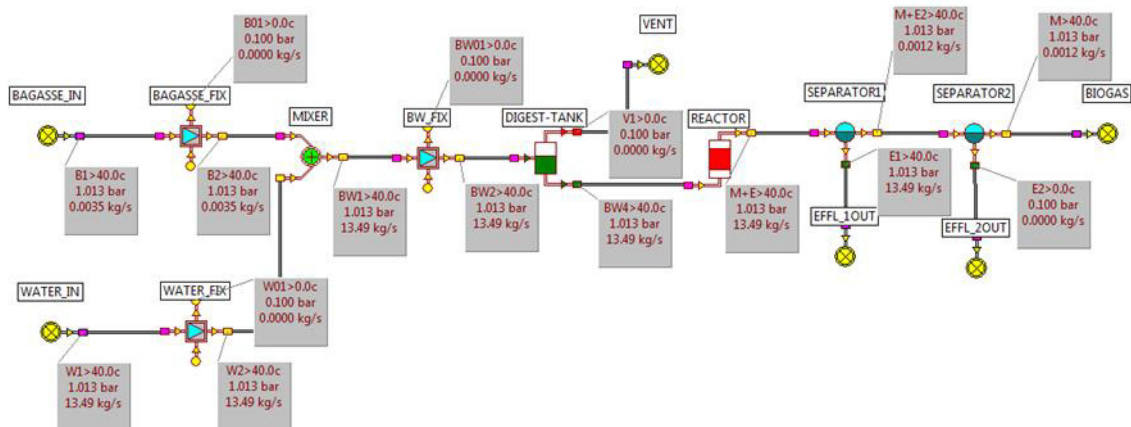 B01>0.0c
0.100 bar
0.0000 kg/s
BW01>0.0c
0.100 bar
0.0000 kg/s
VENT
M+E2>40.0c
1.013 bar
0.0012 kg/s
M>40.0c
1.013 bar
0.0012 kg/s
BAGASSE_IN
BAGASSE_FIX
MIXER
BW_FIX
DIGEST-TANK
V1>0.0c
0.100 bar
0.0000 kg/s
REACTOR
SEPARATOR1
SEPARATOR2
BIOGAS
B1>40.0c
1.013 bar
0.0035 kg/s
B2>40.0c
1.013 bar
0.0035 kg/s
BW1>40.0c
1.013 bar
13.49 kg/s
BW2>40.0c
1.013 bar
13.49 kg/s
BW4>40.0c
1.013 bar
13.49 kg/s
M+E>40.0c
1.013 bar
13.49 kg/s
E1>40.0c
1.013 bar
13.49 kg/s
EFFL_1OUT
E2>0.0c
0.100 bar
0.0000 kg/s
EFFL_2OUT
WATER_IN
WATER_FIX
W01>0.0c
0.100 bar
0.0000 kg/s
W1>40.0c
1.013 bar
13.49 kg/s
W2>40.0c
1.013 bar
13.49 kg/s